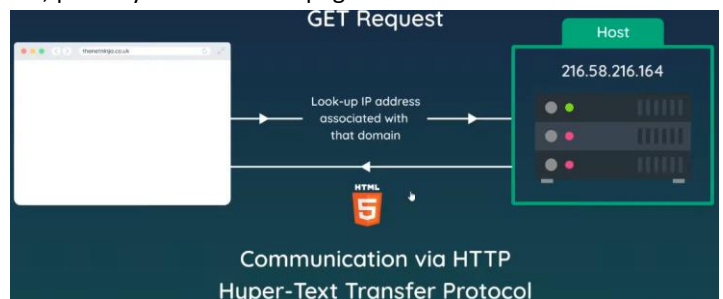 GET Request
Host
thenetninja.co.uk
216.58.216.164
Look-up IP address
associated with
that domain
HTML
5
Communication via HTTP
Hyper-Text Transfer Protocol